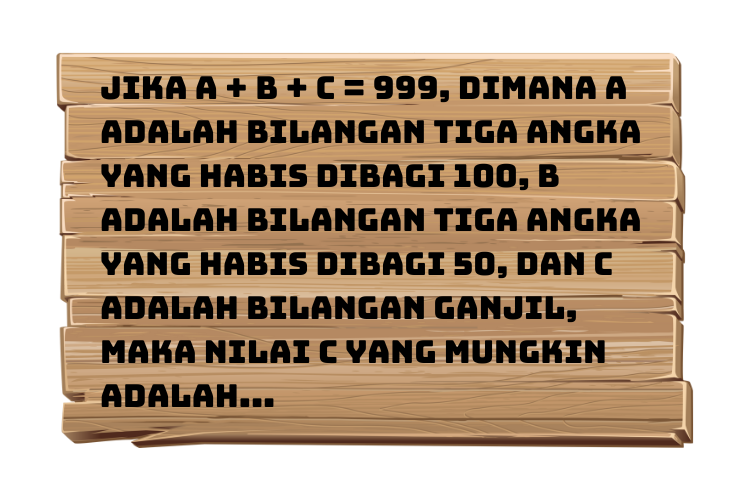 JIKA A + B + C = 999, DIMANA A
ADALAH BILANGAN TIGA ANGKA
YANG HABIS DIBAGI 100, B
ADALAH BILANGAN TIGA ANGKA
YANG HABIS DIBAGI 50, DAN C
ADALAH BILANGAN GANJIL,
MAKA NILAI C YANG MUNGKIN
ADALAH...